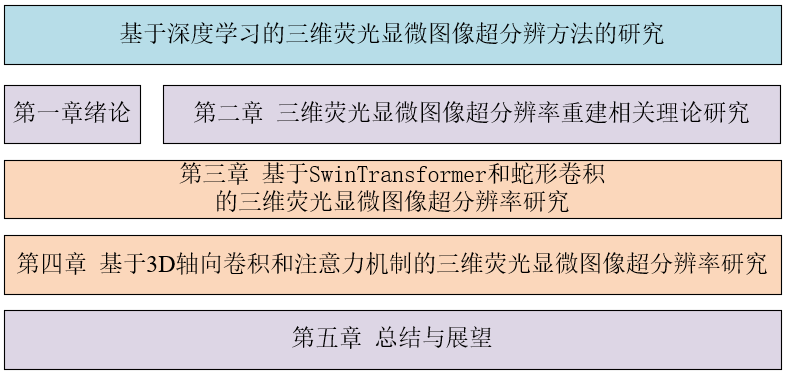 基于深度学习的三维荧光显微图像超分辨方法的研究
第一章绪论
第二章 三维荧光显微图像超分辨率重建相关理论研究
第三章 基于SwinTransformer和蛇形卷积
的三维荧光显微图像超分辨率研究
第四章 基于3D轴向卷积和注意力机制的三维荧光显微图像超分辨率研究
第五章 总结与展望